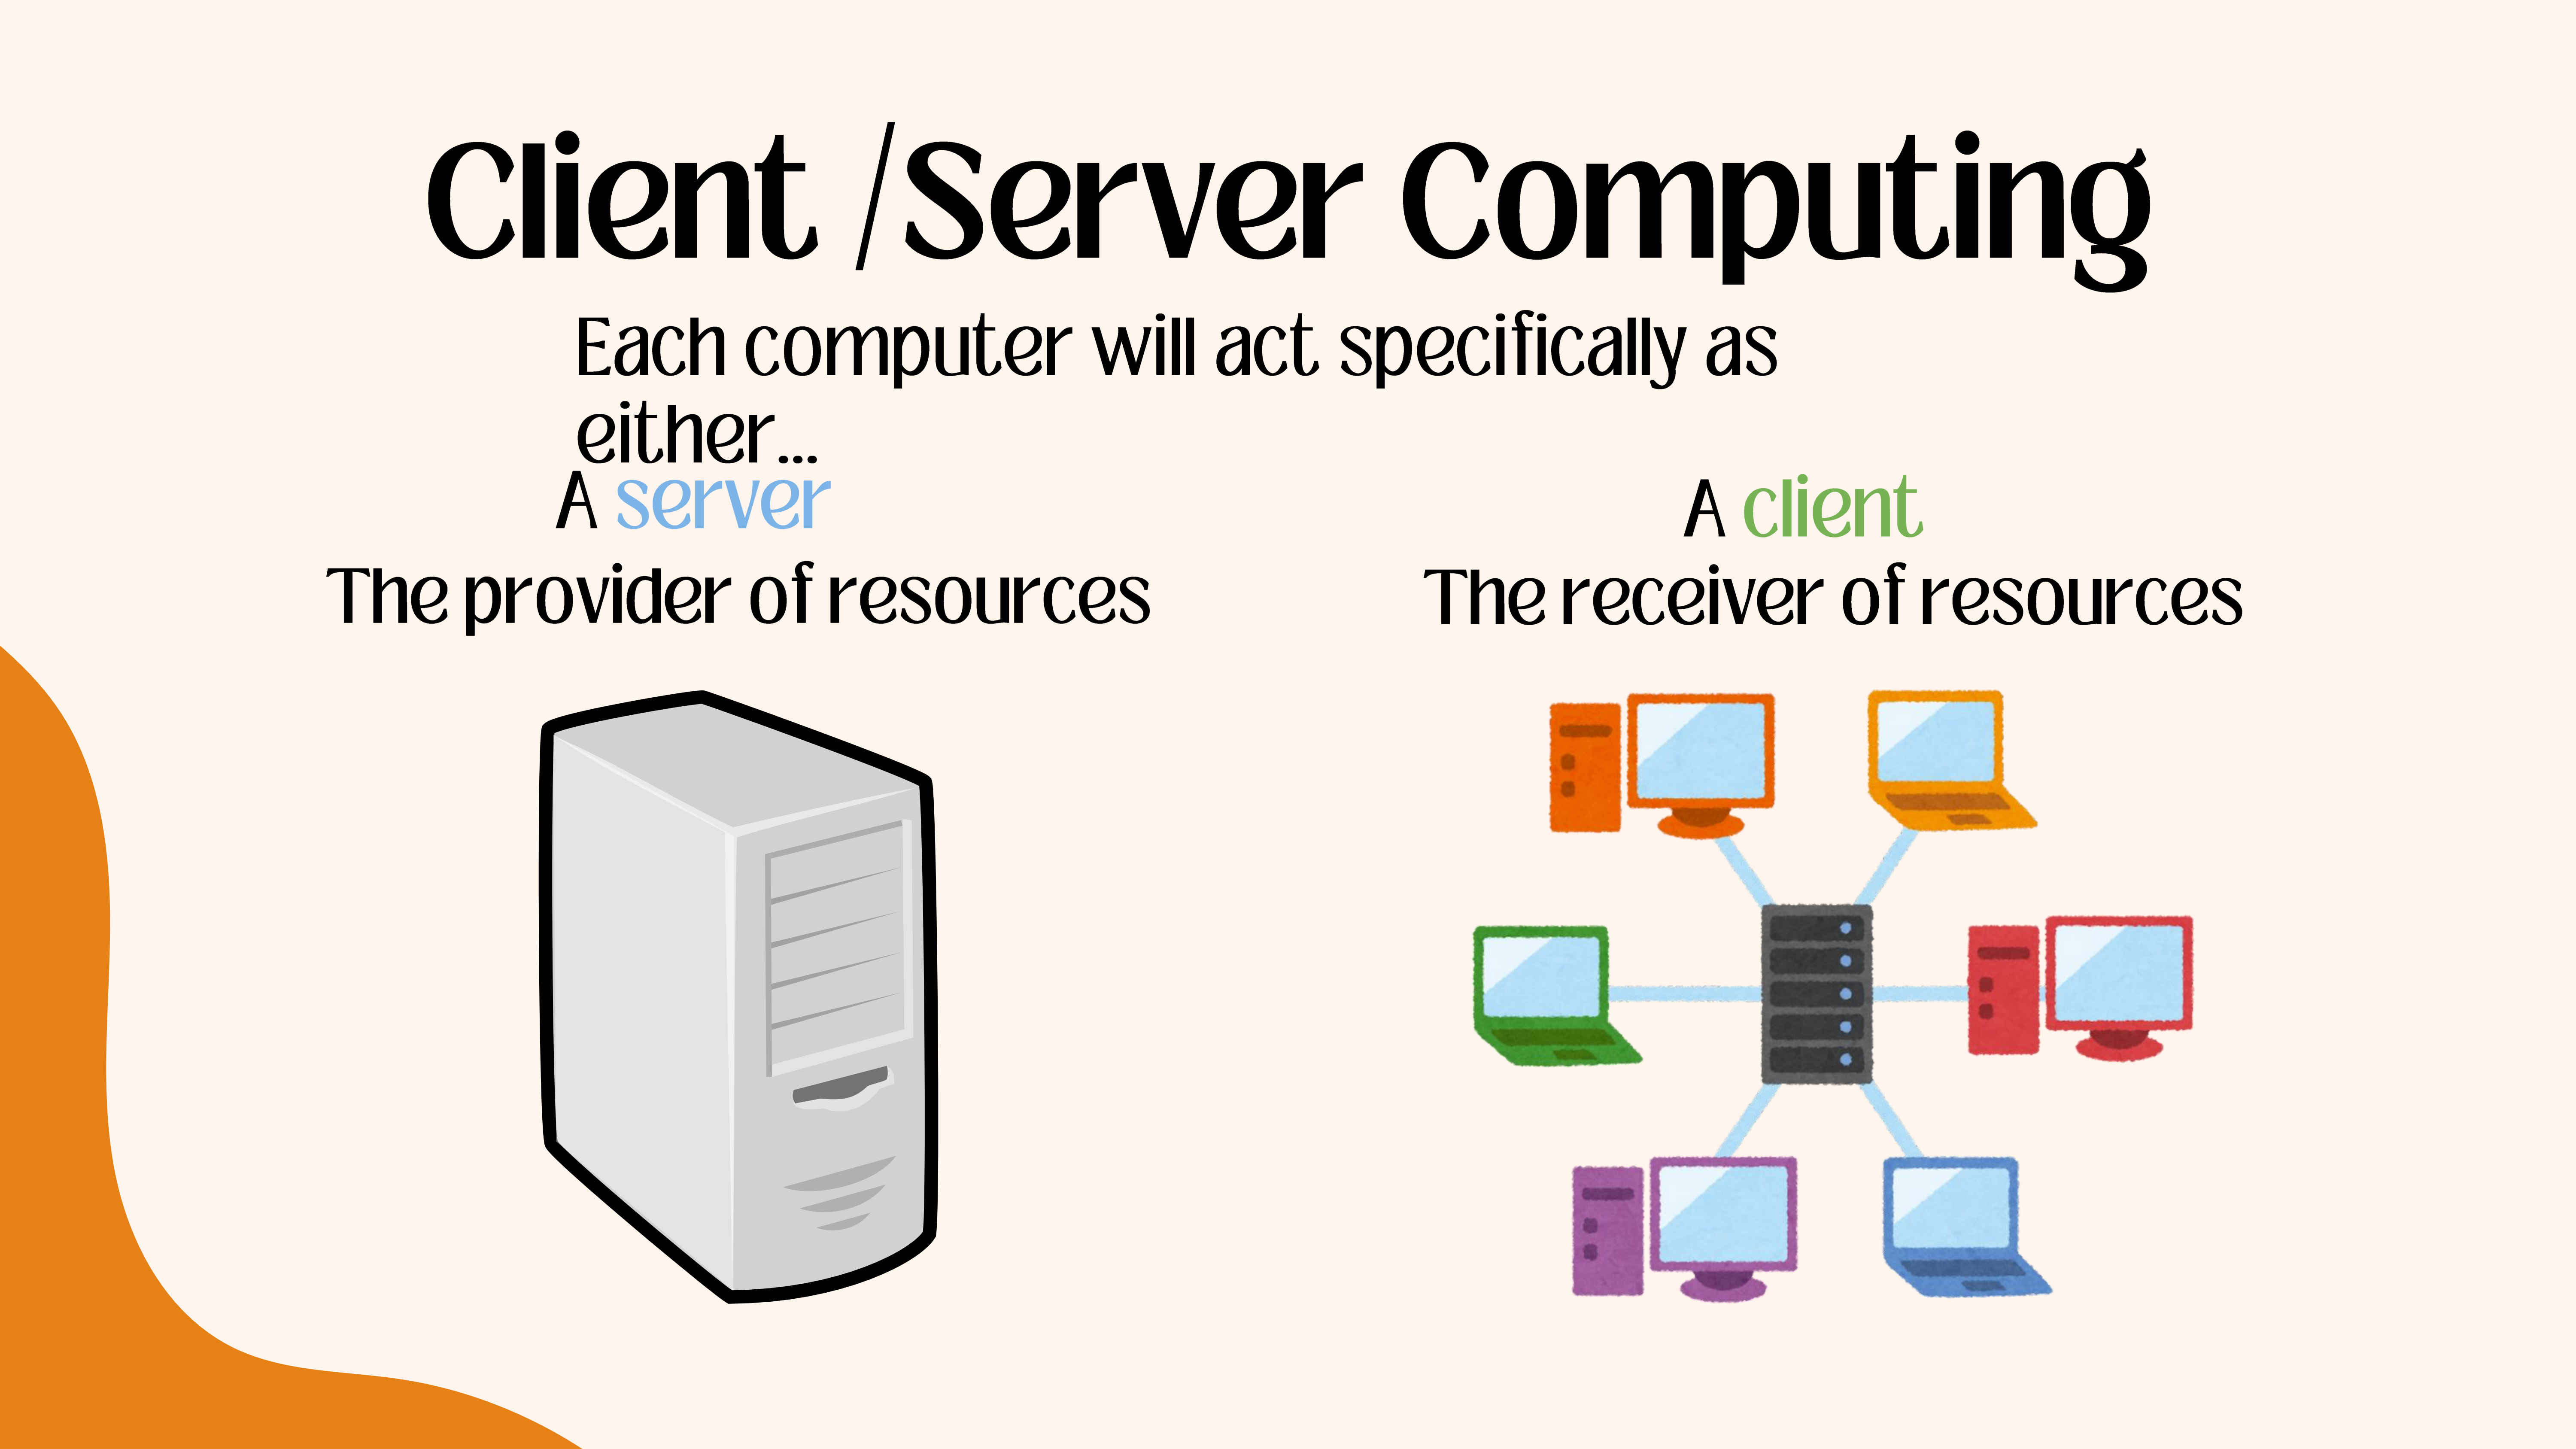 Client /Server Computing
Each computer will act specifically as
either...
A server
The provider of resources
A client
The receiver of resources